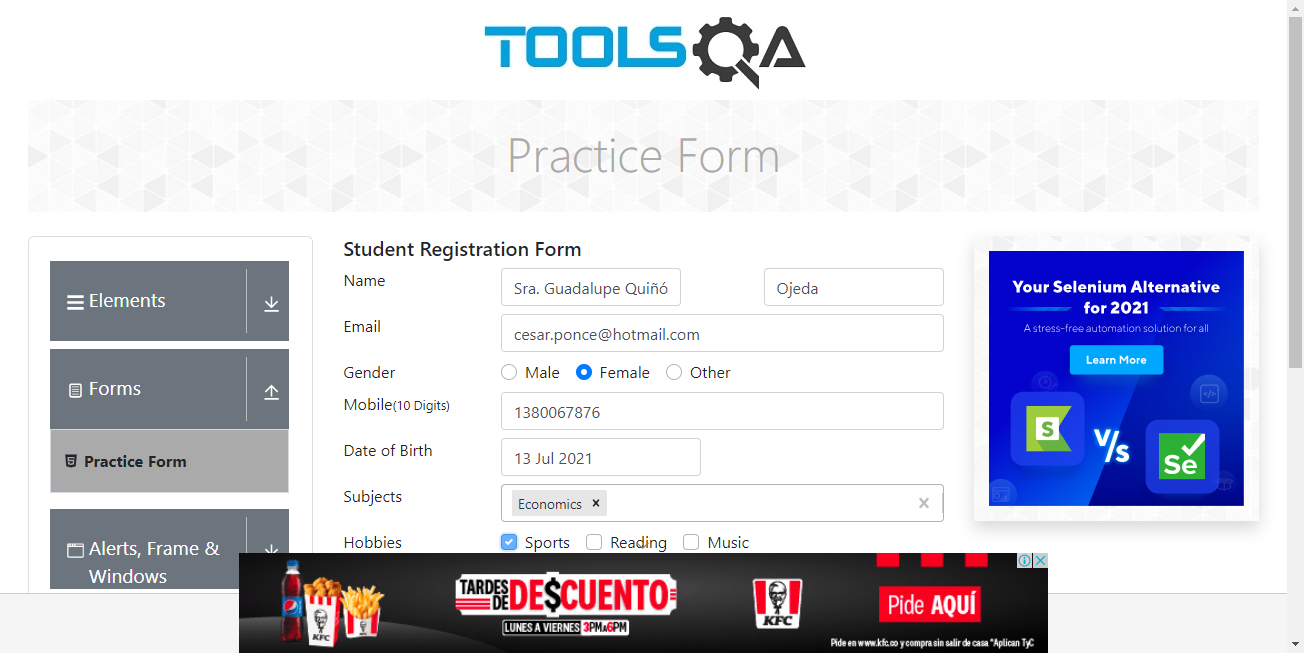 TOOLSQA
Practice Form
Elements
Forms
Practice Form
Alerts, Frame &
Windows
Student Registration Form
Name
Sra. Guadalupe Quiñó
Ojeda
Email
cesar.ponce@hotmail.com
Gender
Male
Female
Other
Mobile(10 Digits)
1380067876
Date of Birth
13 Jul 2021
Subjects
Economics
Hobbies
Sports
Reading
Music
Your Selenium Alternative
for 2021
A stress-free automation solution for all
Learn More
S
V/s
Se
KFC
TARDES
DE DE$CUENTO
LUNES A VIERNES 3PM A 6PM
KFC
Pide AQUÍ
Pide en www.kfc.co y compra sin salir de casa *Aplican TyC